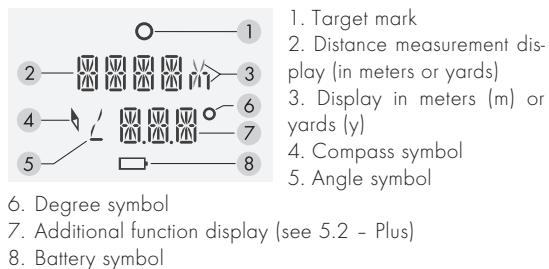 1
2
3
4
5
6
7
8
1. Target mark
2. Distance measurement dis-
play (in meters or yards)
3. Display in meters (m) or
yards (y)
4. Compass symbol
5. Angle symbol
6. Degree symbol
7. Additional function display (see 5.2 – Plus)
8. Battery symbol